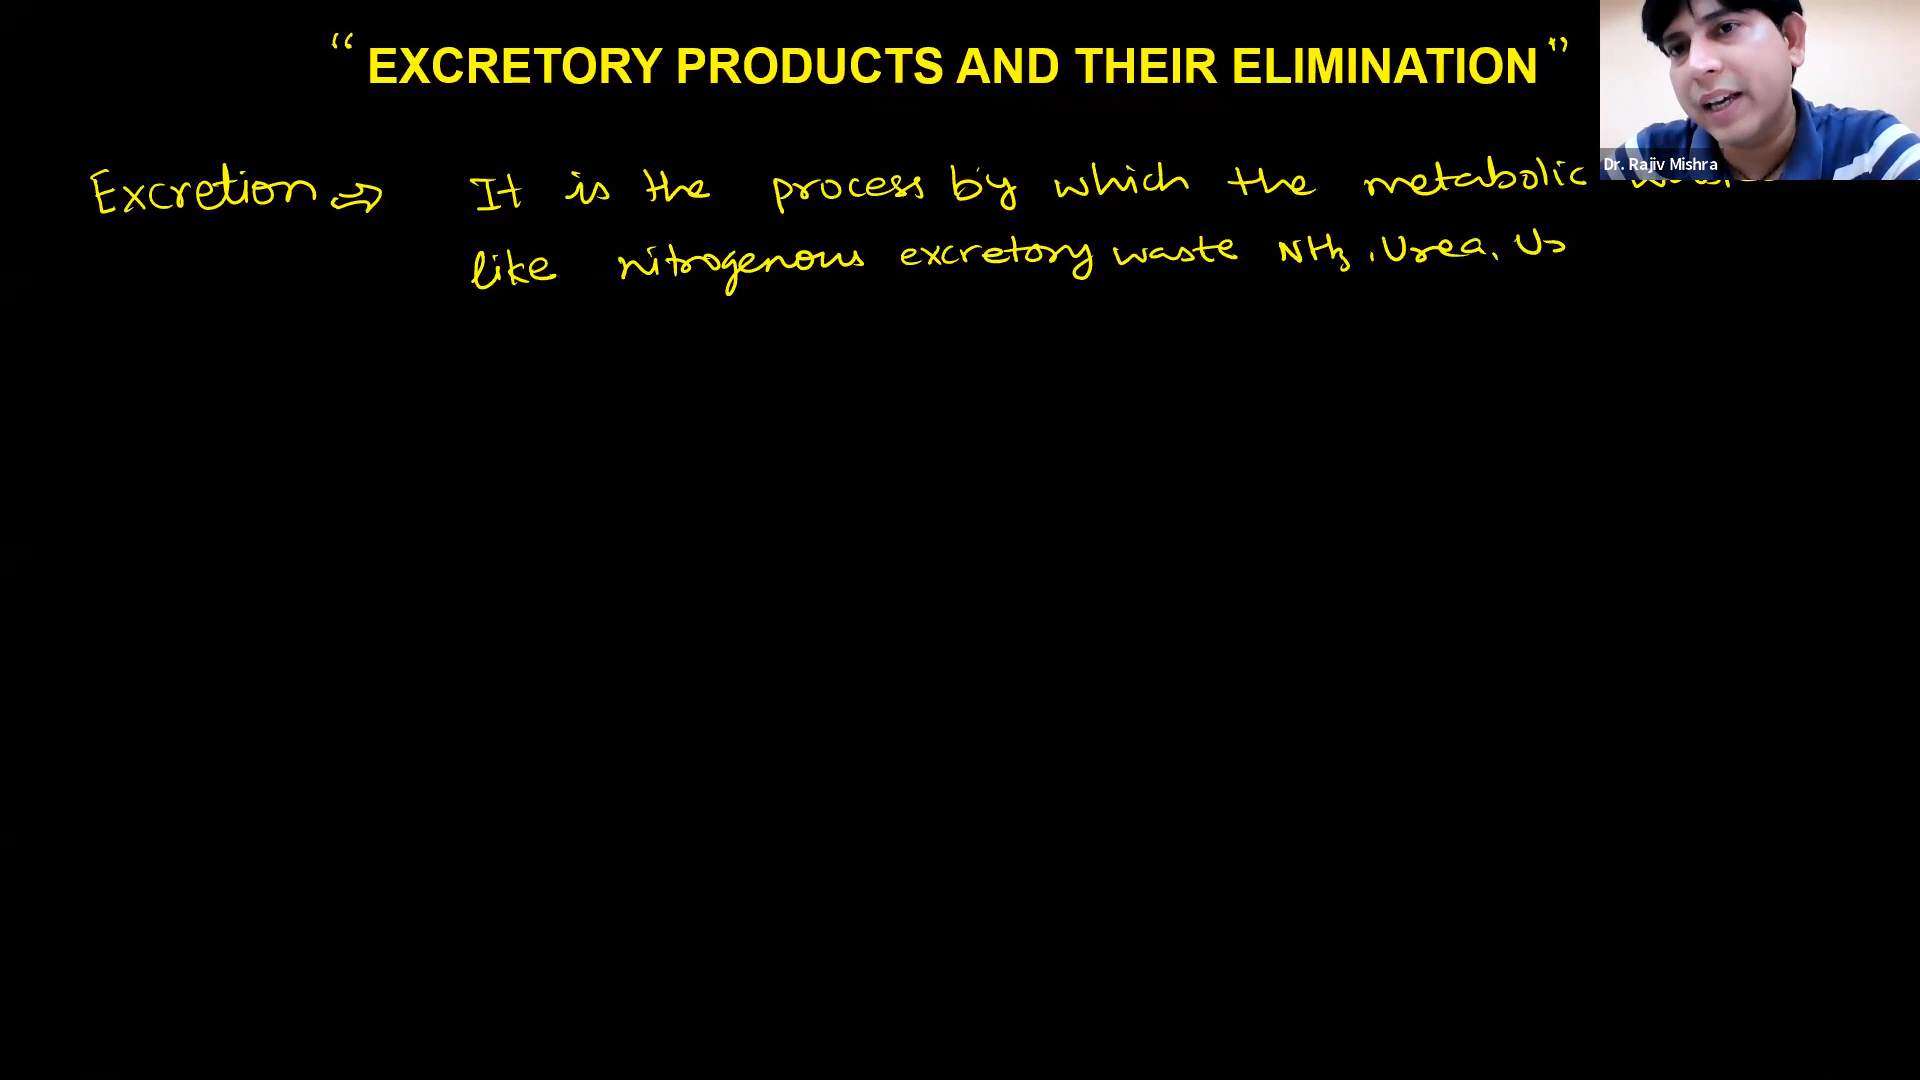 “ EXCRETORY PRODUCTS AND THEIR ELIMINATION ”
Dr. Rajiv Mishra
Excretion ⇒ It is the process by which the metabolic
like nitrogenous excretory waste NH3, Urea, Ur